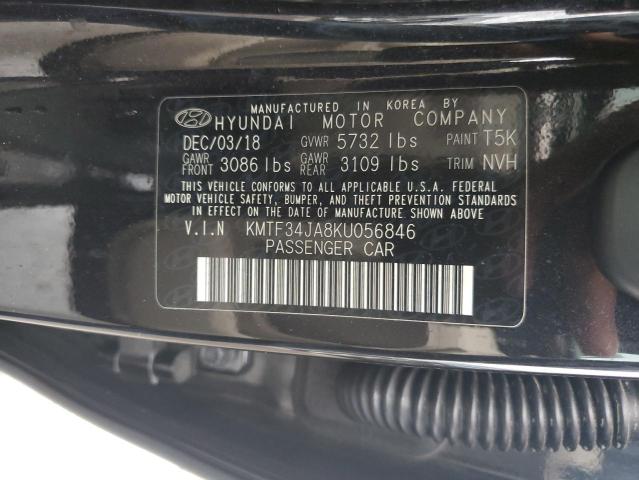 MANUFACTURED IN KOREA BY
HYUNDAI MOTOR COMPANY
DEC/03/18 GVWR 5732 lbs PAINT T5K
GAWR FRONT 3086 lbs GAWR REAR 3109 lbs TRIM NVH
THIS VEHICLE CONFORMS TO ALL APPLICABLE U.S.A. FEDERAL
MOTOR VEHICLE SAFETY, BUMPER, AND THEFT PREVENTION STANDARDS
IN EFFECT ON THE DATE OF MANUFACTURE SHOWN ABOVE
V.I.N KMTF34JA8KU056846
PASSENGER CAR